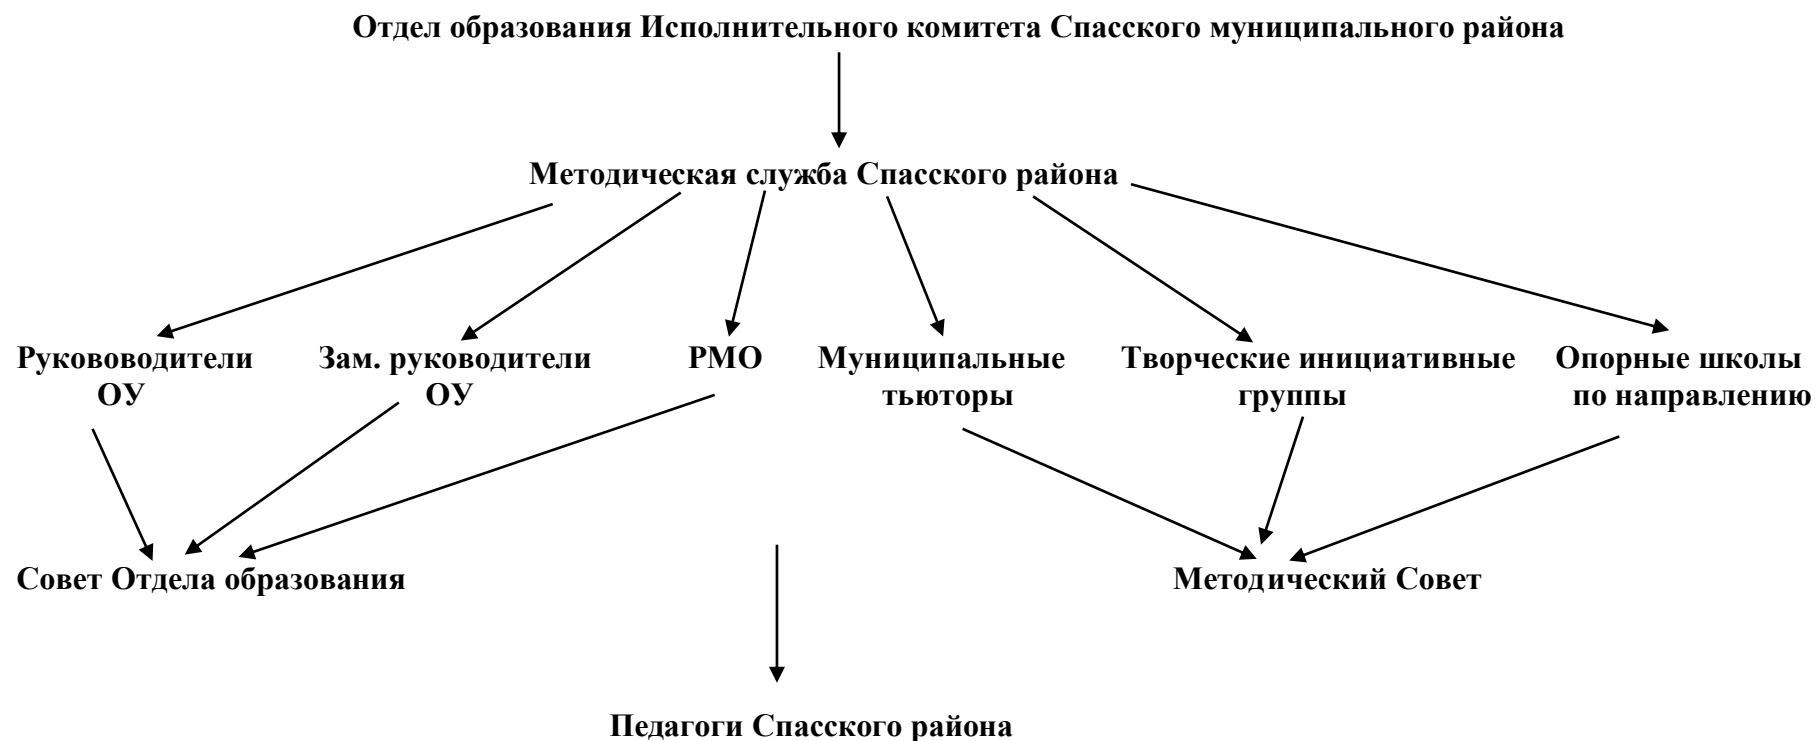 Отдел образования Исполнительного комитета Спасского муниципального района
Методическая служба Спасского района
Рукововодители Зам. руководители РМО Муниципальные Творческие инициативные Опорные школы
ОУ ОУ тьюторы группы по направлению
Совет Отдела образования Методический Совет
Педагоги Спасского района